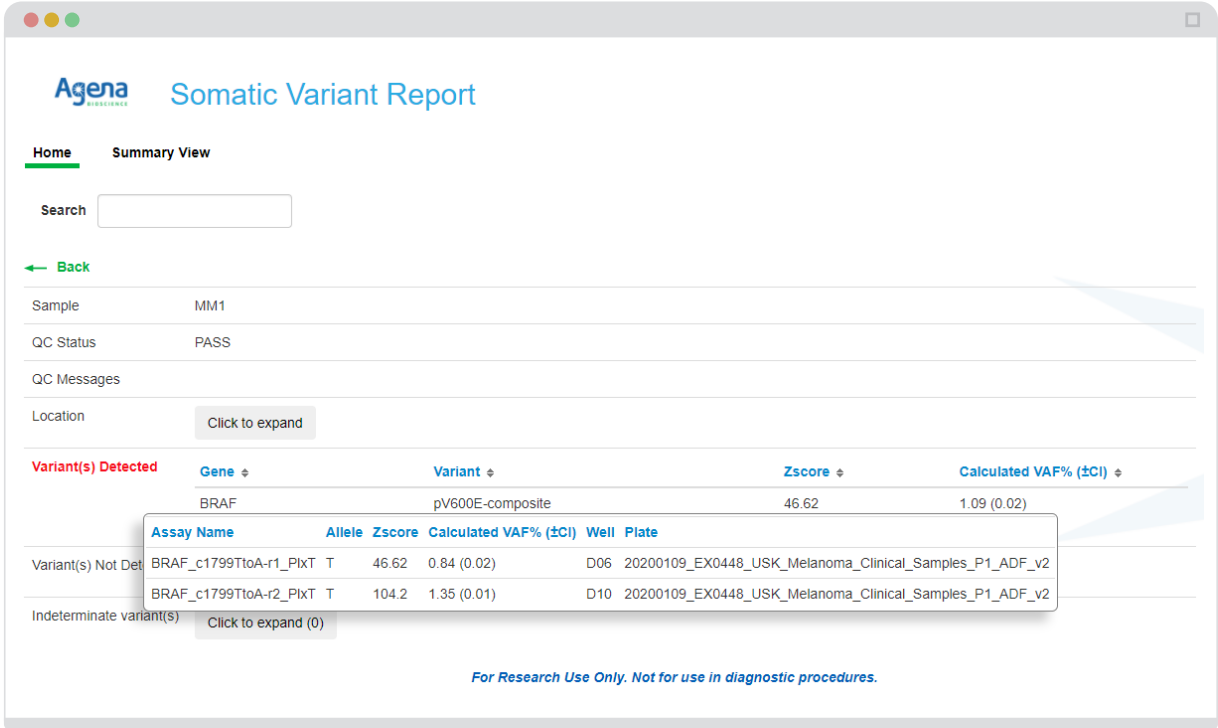 Agena
BIOSCIENCE
Somatic Variant Report
Home Summary View
Search
Back
Sample MM1
QC Status PASS
QC Messages
Location Click to expand
Variant(s) Detected Gene Variant Zscore Calculated VAF% (±CI)
BRAF pV600E-composite 46.62 1.09 (0.02)
Assay Name Allele Zscore Calculated VAF% (±CI) Well Plate
Variant(s) Not Det
BRAF_c1799TtoA-r1_PlxT T 46.62 0.84 (0.02) D06 20200109_EX0448_USK_Melanoma_Clinical_Samples_P1_ADF_v2
BRAF_c1799TtoA-r2_PlxT T 104.2 1.35 (0.01) D10 20200109_EX0448_USK_Melanoma_Clinical_Samples_P1_ADF_v2
Indeterminate variant(s) Click to expand (0)
For Research Use Only. Not for use in diagnostic procedures.